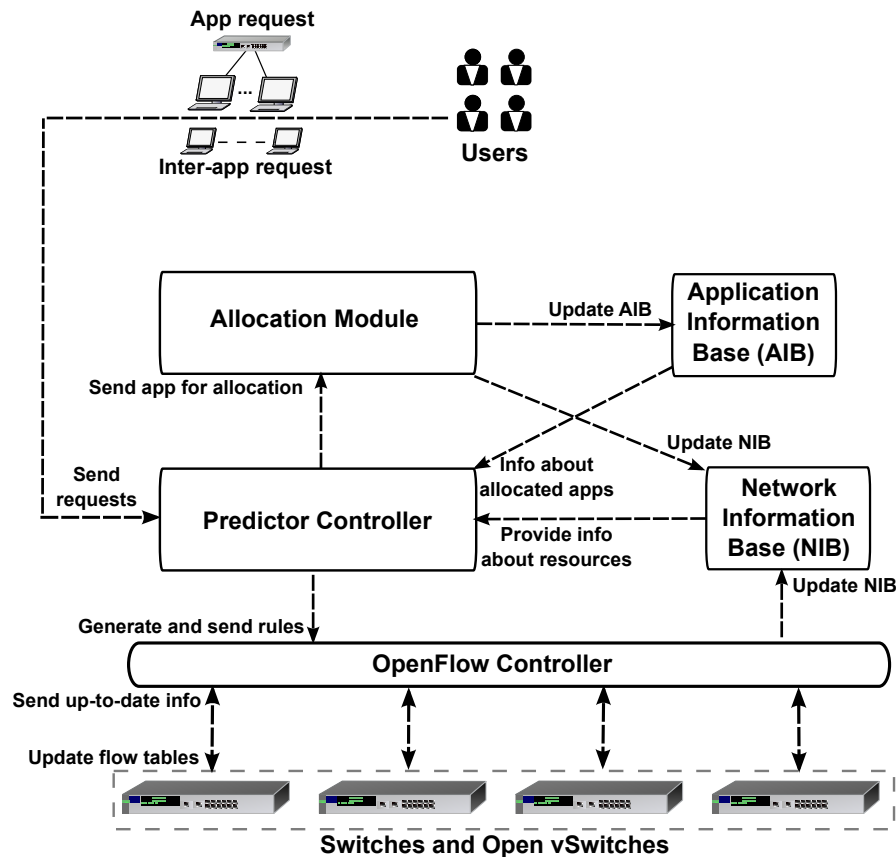 App request
...
Inter-app request
Users
Allocation Module
Update AIB
Application
Information
Base (AIB)
Send app for allocation
Update NIB
Send
requests
Predictor Controller
Info about
allocated apps
Provide info
about resources
Network
Information
Base (NIB)
Update NIB
Generate and send rules
OpenFlow Controller
Send up-to-date info
Update flow tables
Switches and Open vSwitches